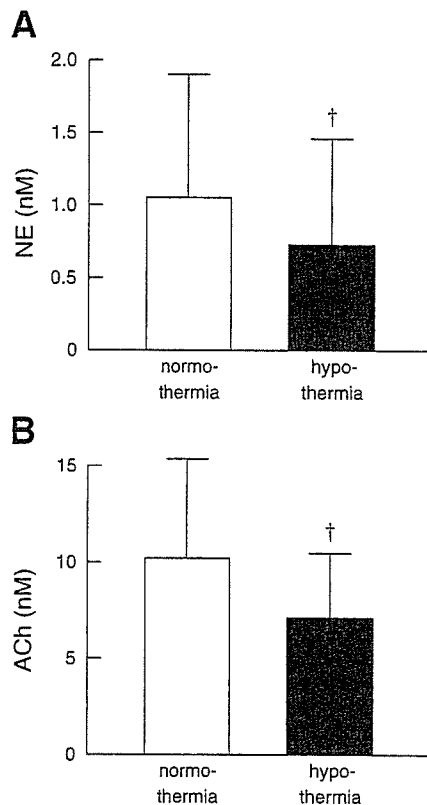 A
2.0
1.5
1.0
0.5
0
NE (nM)
†
normo- hypo-
thermia thermia
B
15
10
5
0
ACh (nM)
†
normo- hypo-
thermia thermia